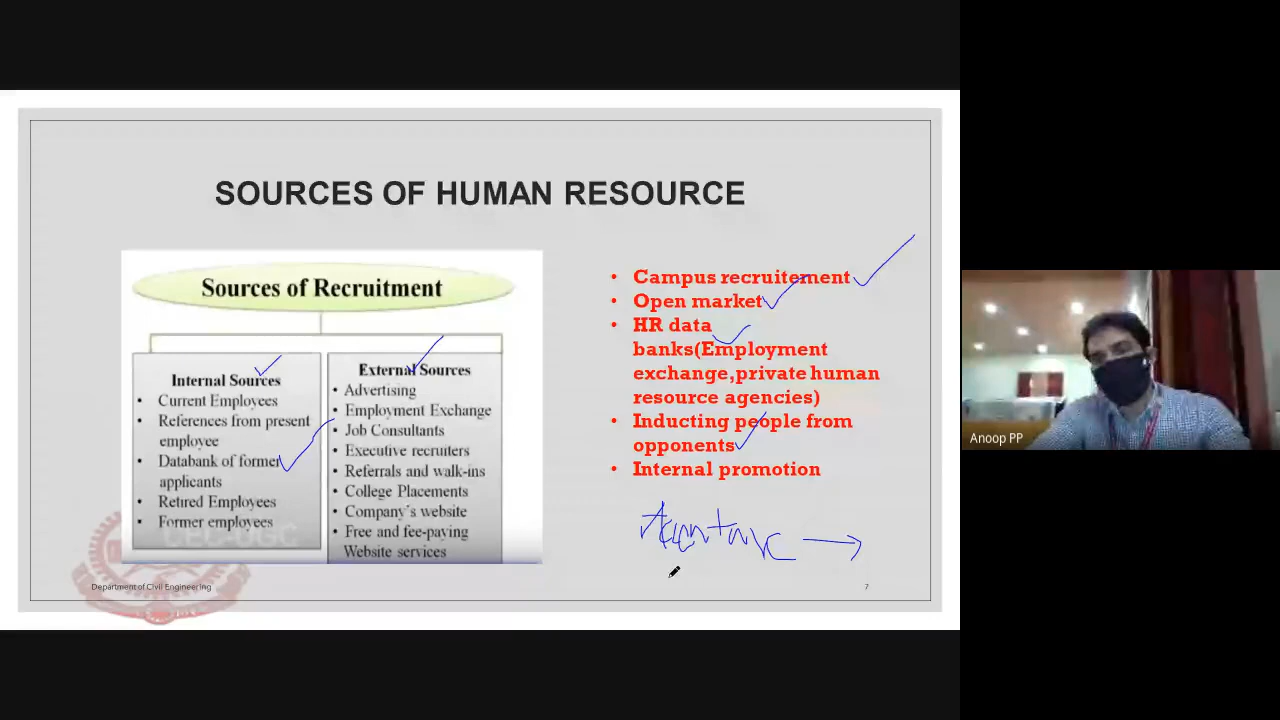 SOURCES OF HUMAN RESOURCE
Sources of Recruitment
Internal Sources
• Current Employees
• References from present
employee
• Databank of former
applicants
• Retired Employees
• Former employees
External Sources
• Advertising
• Employment Exchange
• Job Consultants
• Executive recruiters
• Referrals and walk-ins
• College Placements
• Company's website
• Free and fee-paying
Website services
• Campus recruitement
• Open market
• HR data
banks(Employment
exchange,private human
resource agencies)
• Inducting people from
opponents
• Internal promotion
CEC-UGC
Department of Civil Engineering
7
Anoop PP